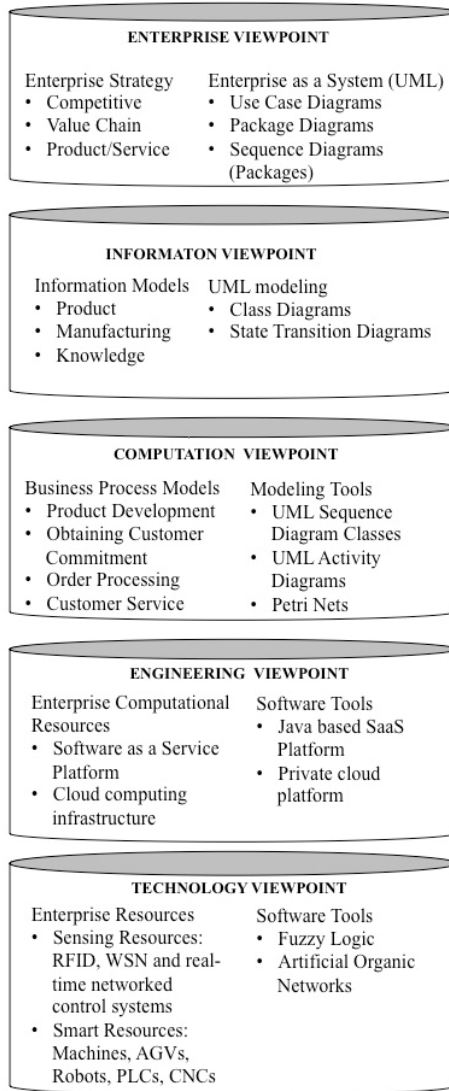 ENTERPRISE VIEWPOINT
Enterprise Strategy
• Competitive
• Value Chain
• Product/Service
Enterprise as a System (UML)
• Use Case Diagrams
• Package Diagrams
• Sequence Diagrams
(Packages)
INFORMATON VIEWPOINT
Information Models
• Product
• Manufacturing
• Knowledge
UML modeling
• Class Diagrams
• State Transition Diagrams
COMPUTATION VIEWPOINT
Business Process Models
• Product Development
• Obtaining Customer
Commitment
• Order Processing
• Customer Service
Modeling Tools
• UML Sequence
Diagram Classes
• UML Activity
Diagrams
• Petri Nets
ENGINEERING VIEWPOINT
Enterprise Computational
Resources
• Software as a Service
Platform
• Cloud computing
infrastructure
Software Tools
• Java based SaaS
Platform
• Private cloud
platform
TECHNOLOGY VIEWPOINT
Enterprise Resources
• Sensing Resources:
RFID, WSN and real-
time networked
control systems
• Smart Resources:
Machines, AGVs,
Robots, PLCs, CNCs
Software Tools
• Fuzzy Logic
• Artificial Organic
Networks